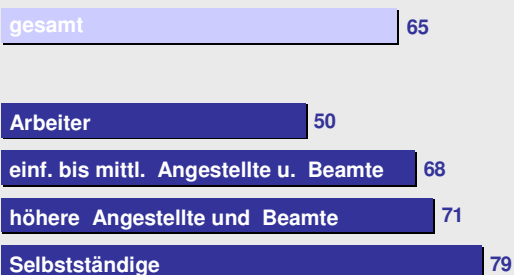 gesamt 65
Arbeiter 50
einf. bis mittl. Angestellte u. Beamte 68
höhere Angestellte und Beamte 71
Selbstständige 79